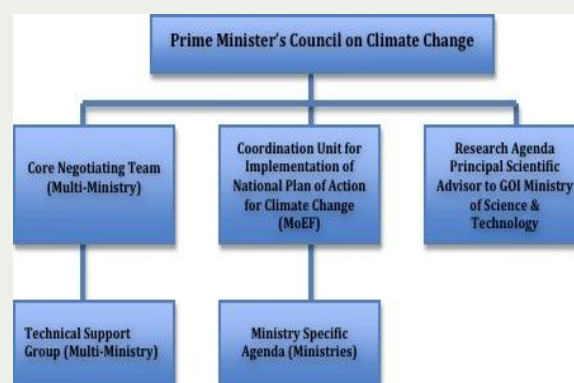 Prime Minister's Council on Climate Change
Core Negotiating Team
(Multi-Ministry)
Coordination Unit for
Implementation of
National Plan of Action
for Climate Change
(MoEF)
Research Agenda
Principal Scientific
Advisor to GOI Ministry
of Science &
Technology
Technical Support
Group (Multi-Ministry)
Ministry Specific
Agenda (Ministries)